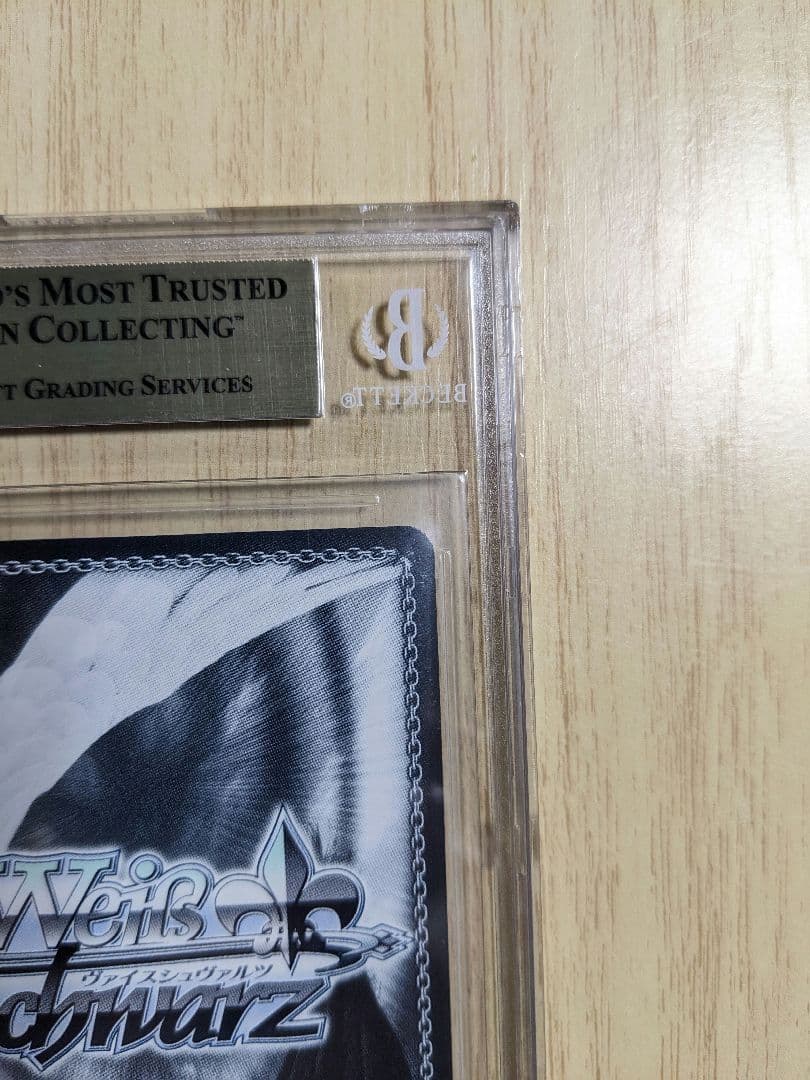 'S MOST TRUSTED
N COLLECTING™
T GRADING SERVICES
B
BECKETT®
Weiß
ヴァイスシュヴァルツ
chwarz